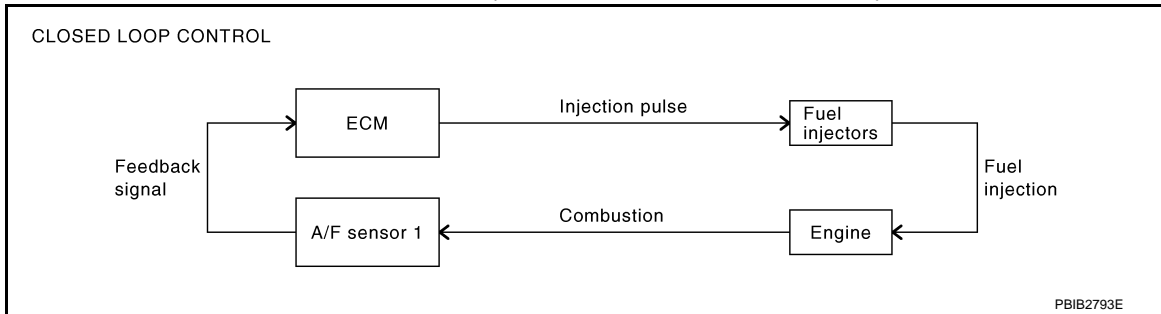 CLOSED LOOP CONTROL
ECM
Injection pulse
Fuel
injectors
Feedback
signal
Fuel
injection
A/F sensor 1
Combustion
Engine
PBIB2793E